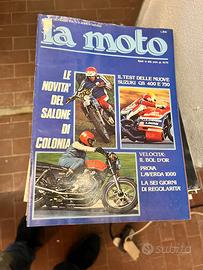 la moto
LE
NOVITA' DEL
SALONE DI
COLONIA
IL TEST DELLE NUOVE
SUZUKI GS 400 E 750
VELOCITA':
IL BOL D'OR
PROVA
LAVERDA 1000
LA SEI GIORNI
DI REGOLARITA'
subito